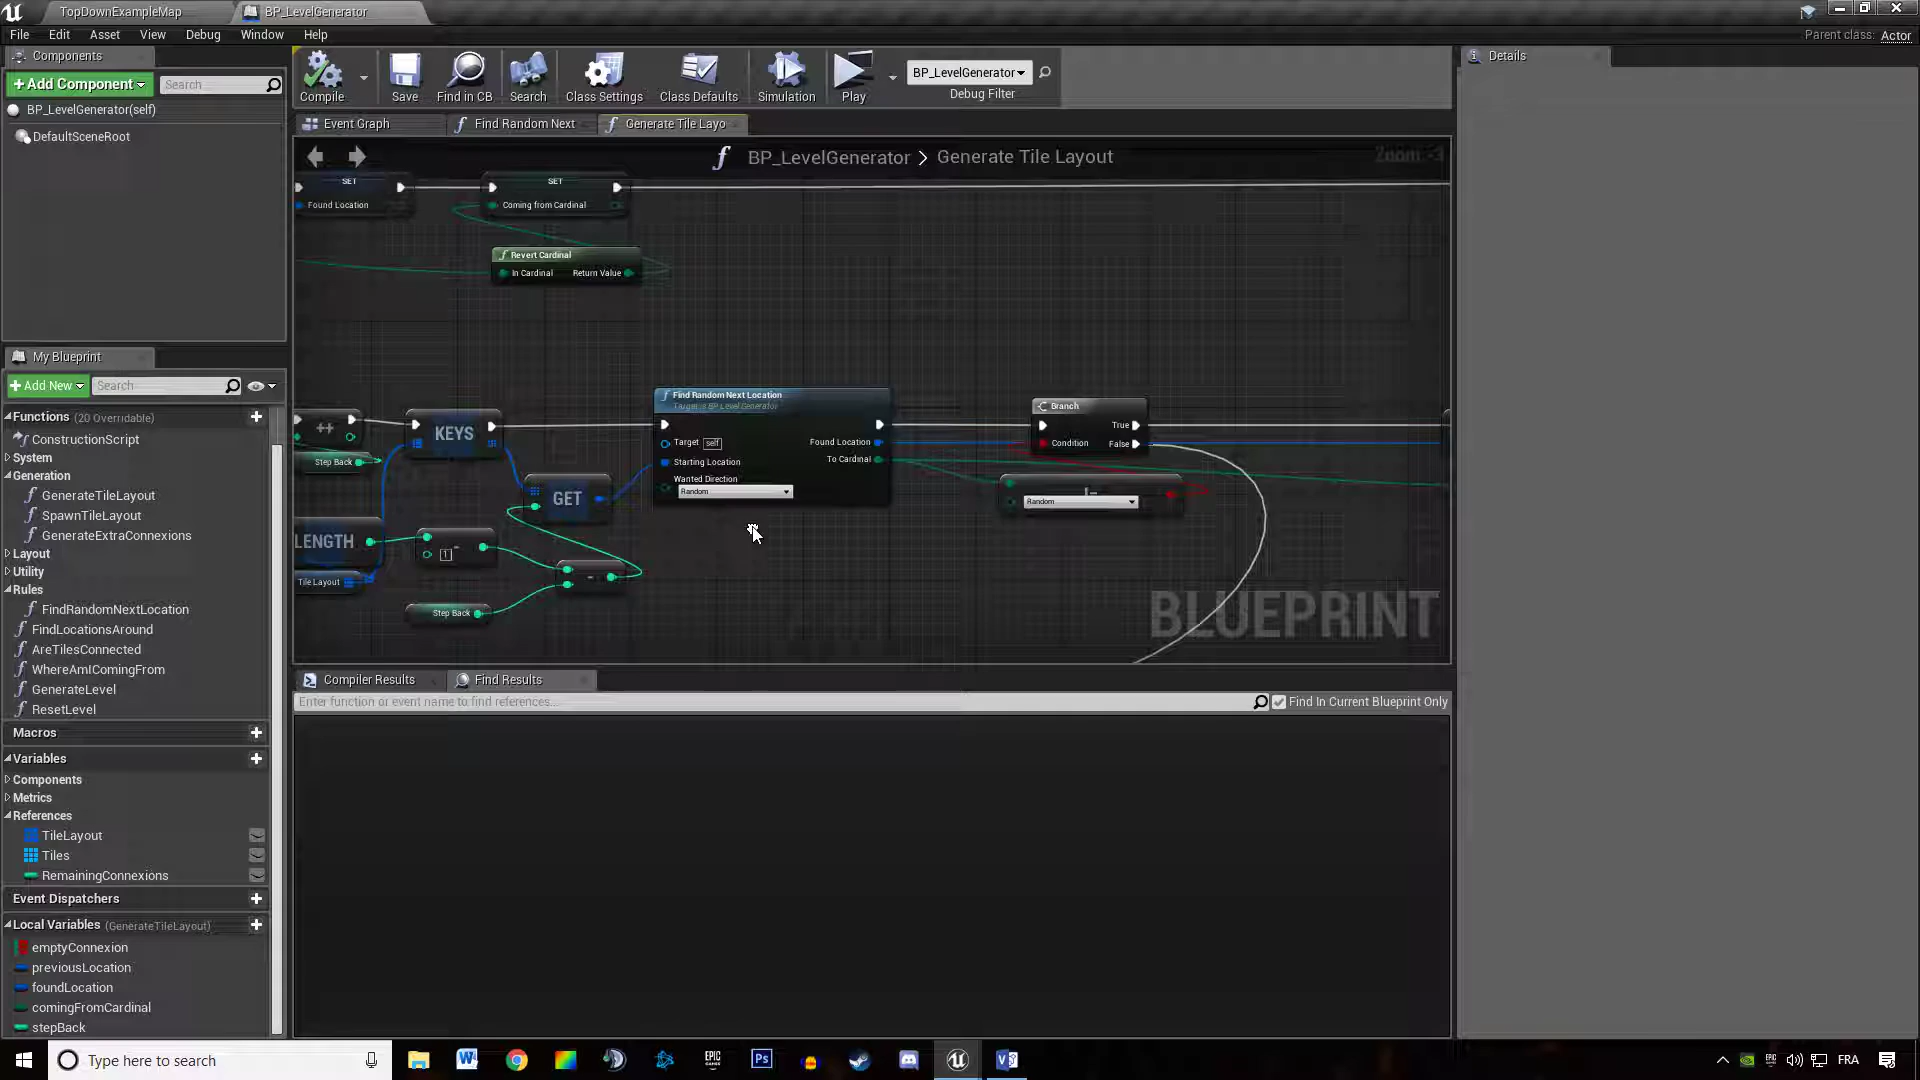 TopDownExampleMap
BP_LevelGenerator
File Edit Asset View Debug Window Help
Parent class: Actor
Components
+Add Component
Search
BP_LevelGenerator(self)
DefaultSceneRoot
Compile
Save
Find in CB
Search
Class Settings
Class Defaults
Simulation
Play
BP_LevelGenerator
Debug Filter
Details
Event Graph
Find Random Next
Generate Tile Layo
BP_LevelGenerator > Generate Tile Layout
Zoom -3
SET
Found Location
SET
Coming from Cardinal
Revert Cardinal
In Cardinal Return Value
++
Step Back
KEYS
LENGTH
Tile Layout
1
-
Step Back
GET
-
Find Random Next Location
Target is BP Level Generator
Target self
Found Location
Starting Location
To Cardinal
Wanted Direction
Random
Branch
True
Condition
False
Random
BLUEPRINT
My Blueprint
+Add New
Search
Functions (20 Overridable)
ConstructionScript
System
Generation
GenerateTileLayout
SpawnTileLayout
GenerateExtraConnexions
Layout
Utility
Rules
FindRandomNextLocation
FindLocationsAround
AreTilesConnected
WhereAmIComingFrom
GenerateLevel
ResetLevel
Macros
Variables
Components
Metrics
References
TileLayout
Tiles
RemainingConnexions
Event Dispatchers
Local Variables (GenerateTileLayout)
emptyConnexion
previousLocation
foundLocation
comingFromCardinal
stepBack
Compiler Results
Find Results
Enter function or event name to find references...
Find In Current Blueprint Only
Type here to search
EPIC GAMES
Ps
FRA